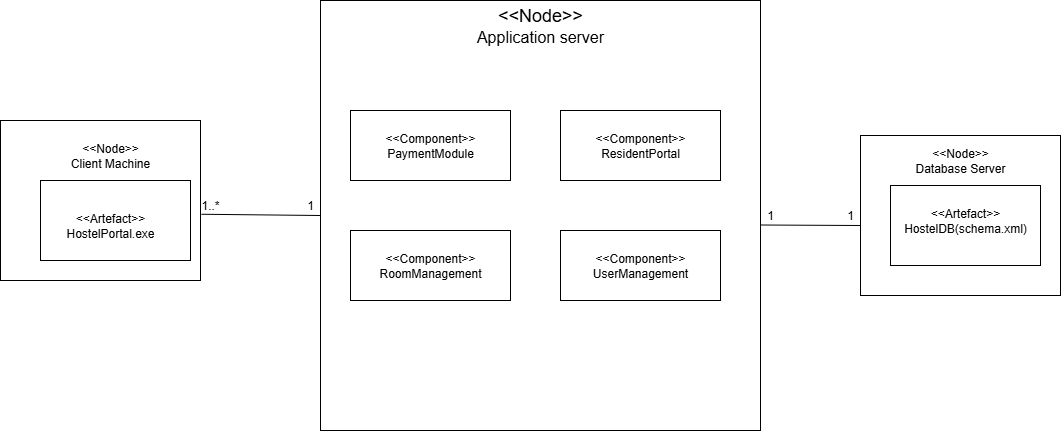 <<Node>>
Application server
<<Node>>
Client Machine
<<Artefact>>
HostelPortal.exe
1..*
1
<<Component>>
PaymentModule
<<Component>>
ResidentPortal
<<Component>>
RoomManagement
<<Component>>
UserManagement
1
1
<<Node>>
Database Server
<<Artefact>>
HostelDB(schema.xml)